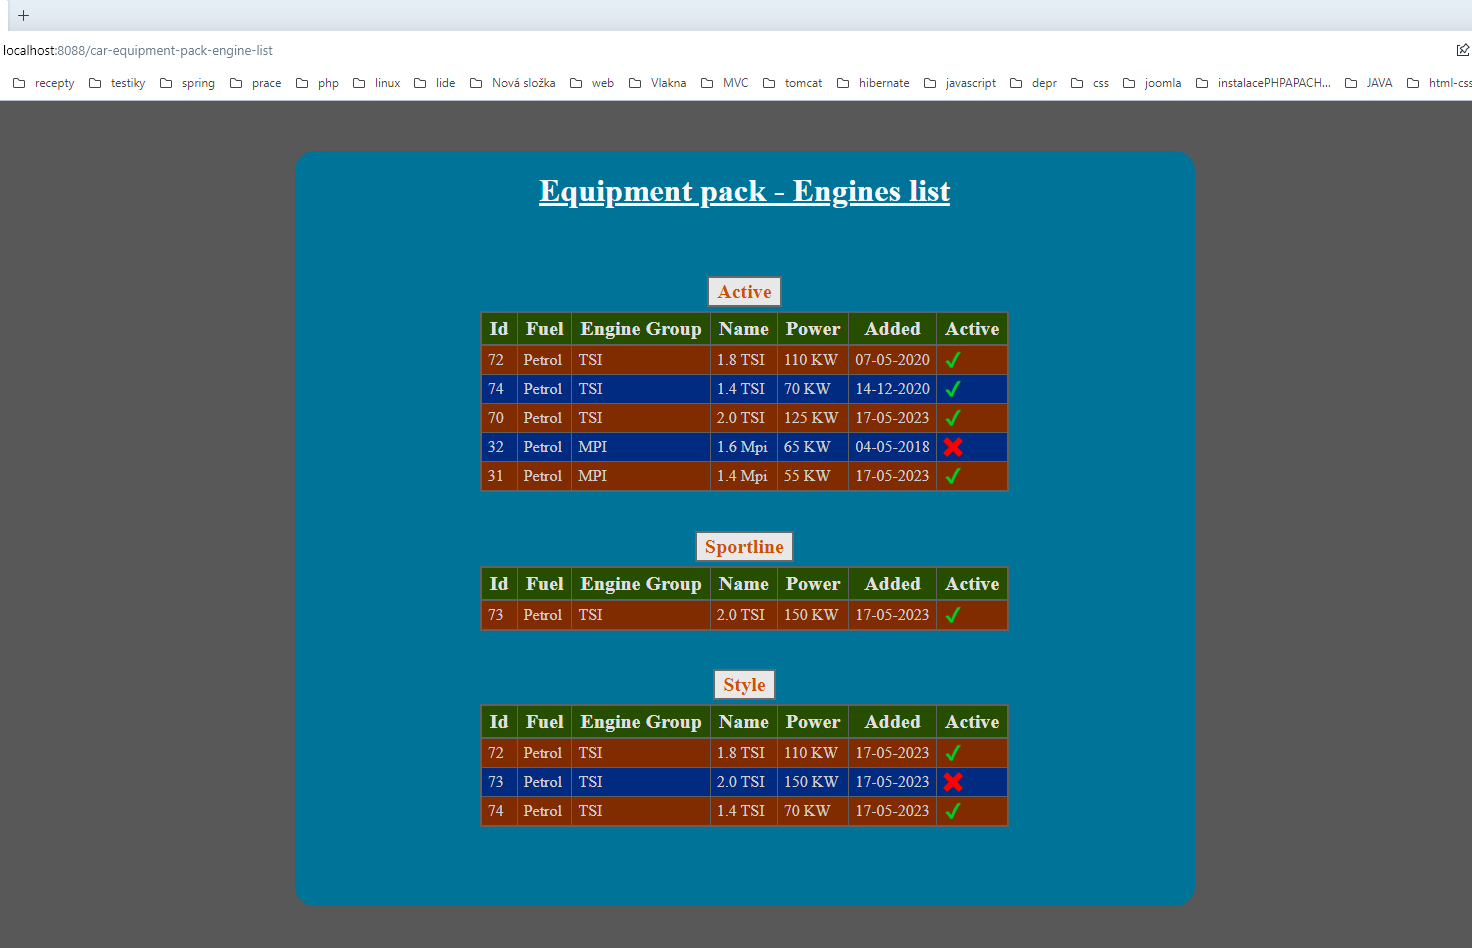 localhost:8088/car-equipment-pack-engine-list
recepty testiky spring prace php linux lide Nová složka web Vlakna MVC tomcat hibernate javascript depr css joomla instalacePHPAPACH... JAVA html-css
Equipment pack - Engines list
Active
Id Fuel Engine Group Name Power Added Active
72 Petrol TSI 1.8 TSI 110 KW 07-05-2020
74 Petrol TSI 1.4 TSI 70 KW 14-12-2020
70 Petrol TSI 2.0 TSI 125 KW 17-05-2023
32 Petrol MPI 1.6 Mpi 65 KW 04-05-2018
31 Petrol MPI 1.4 Mpi 55 KW 17-05-2023
Sportline
Id Fuel Engine Group Name Power Added Active
73 Petrol TSI 2.0 TSI 150 KW 17-05-2023
Style
Id Fuel Engine Group Name Power Added Active
72 Petrol TSI 1.8 TSI 110 KW 17-05-2023
73 Petrol TSI 2.0 TSI 150 KW 17-05-2023
74 Petrol TSI 1.4 TSI 70 KW 17-05-2023